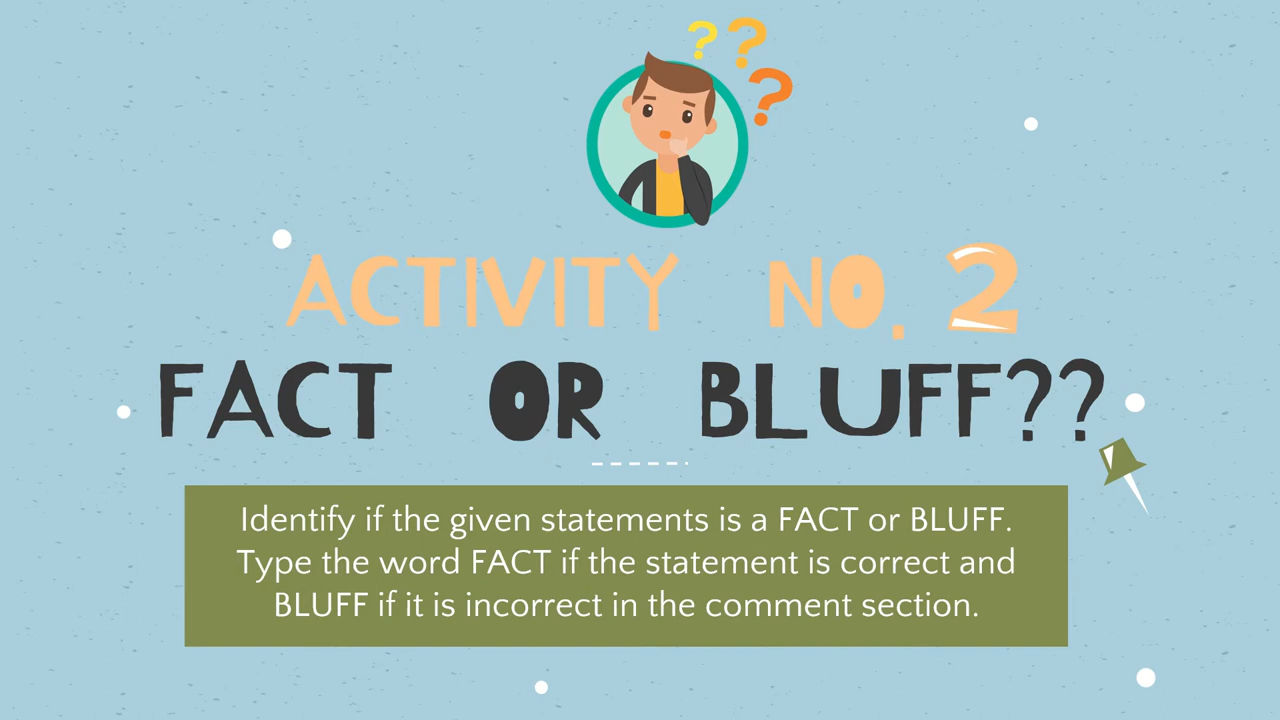 ? ? ?
ACTIVITY NO. 2
FACT OR BLUFF??
Identify if the given statements is a FACT or BLUFF.
Type the word FACT if the statement is correct and
BLUFF if it is incorrect in the comment section.